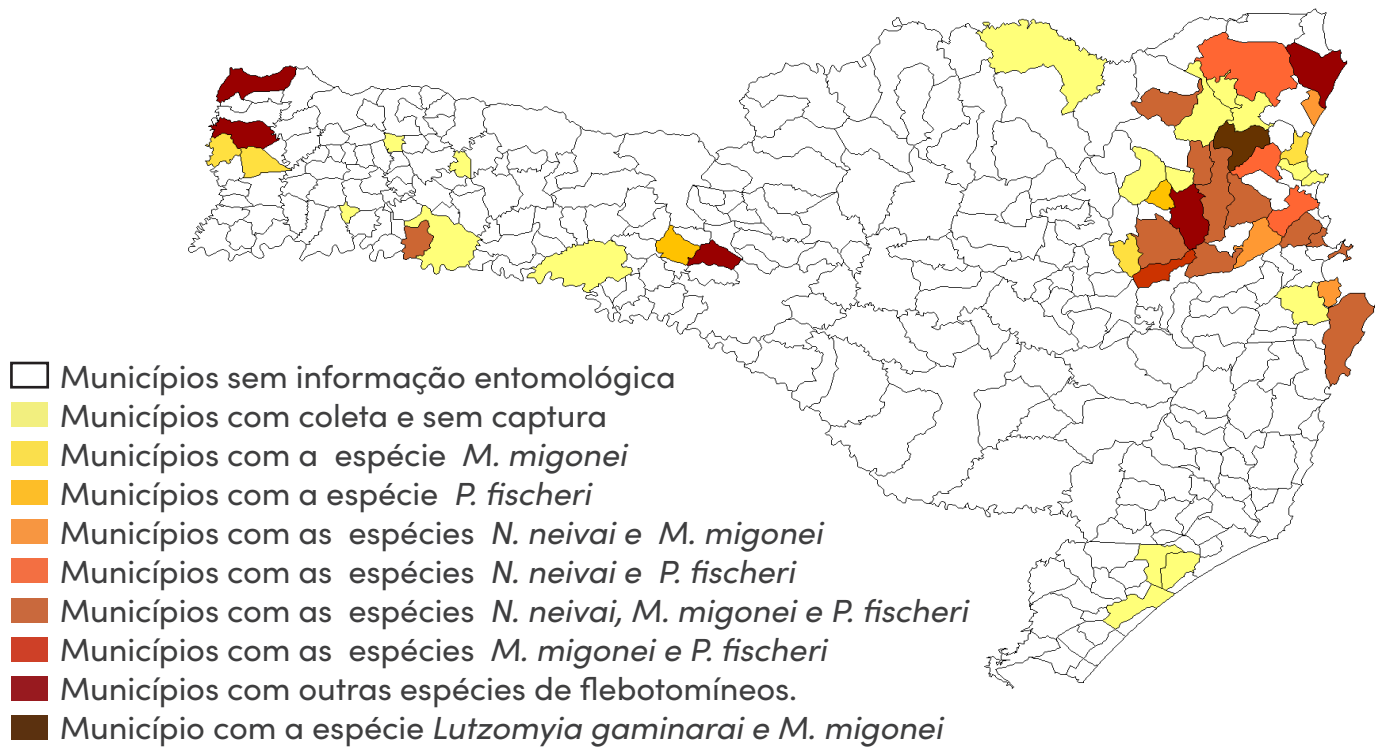 Municípios sem informação entomológica
Municípios com coleta e sem captura
Municípios com a espécie M. migonei
Municípios com a espécie P. fischeri
Municípios com as espécies N. neivai e M. migonei
Municípios com as espécies N. neivai e P. fischeri
Municípios com as espécies N. neivai, M. migonei e P. fischeri
Municípios com as espécies M. migonei e P. fischeri
Municípios com outras espécies de flebotomíneos.
Município com a espécie Lutzomyia gaminarai e M. migonei